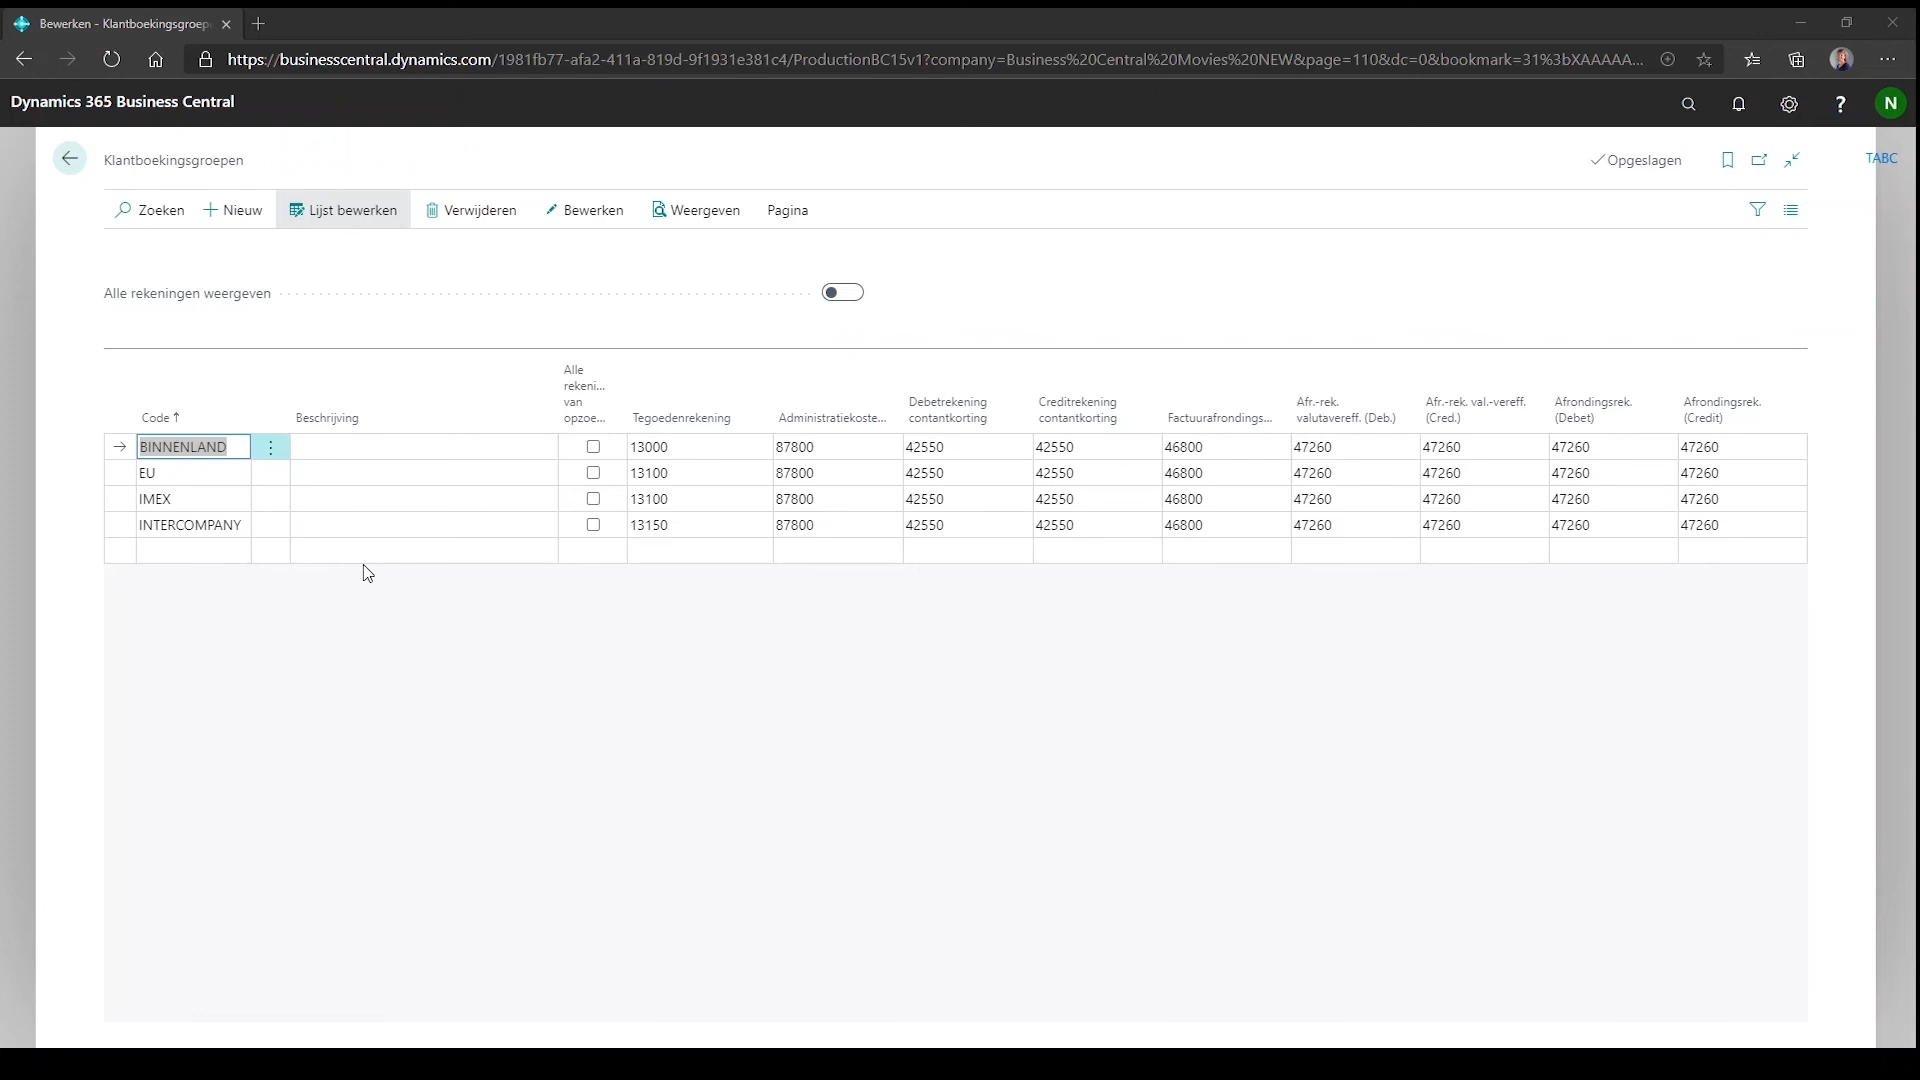 Bewerken - Klantboekingsgroep
https://businesscentral.dynamics.com/1981fb77-afa2-411a-819d-9f1931e381c4/ProductionBC15v1?company=Business%20Central%20Movies%20NEW&page=110&dc=0&bookmark=31%3bXAAAAA...
Dynamics 365 Business Central
? N
Klantboekingsgroepen
Opgeslagen
TABC
Zoeken Nieuw Lijst bewerken Verwijderen Bewerken Weergeven Pagina
Alle rekeningen weergeven
Alle
rekeni...
van
opzoe...
Debetrekening
contantkorting
Creditrekening
contantkorting
Afr.-rek.
valutavereff. (Deb.)
Afr.-rek. val.-vereff.
(Cred.)
Afrondingsrek.
(Debet)
Afrondingsrek.
(Credit)
Code ↑ Beschrijving Tegoedenrekening Administratiekoste... Factuurafrondings...
BINNENLAND 13000 87800 42550 42550 46800 47260 47260 47260 47260
EU 13100 87800 42550 42550 46800 47260 47260 47260 47260
IMEX 13100 87800 42550 42550 46800 47260 47260 47260 47260
INTERCOMPANY 13150 87800 42550 42550 46800 47260 47260 47260 47260